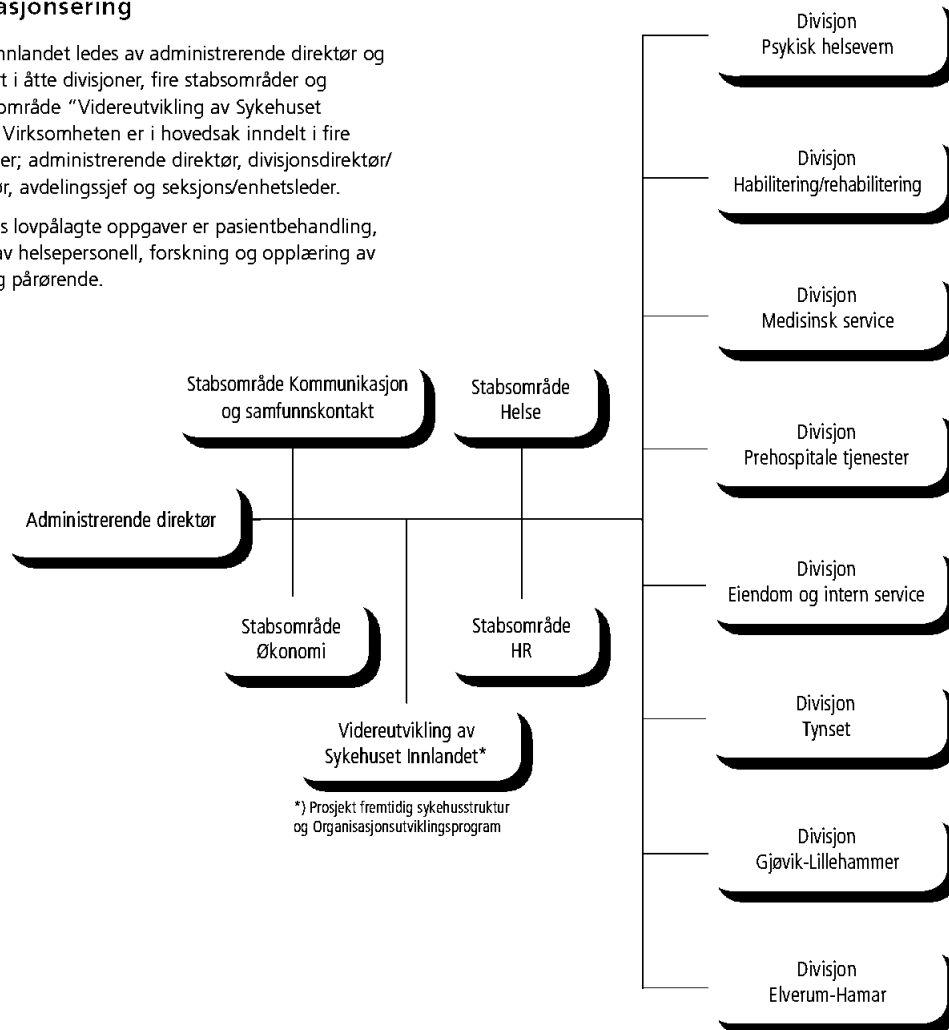 asjonsering
nnlandet ledes av administrerende direktør og
t i åtte divisjoner, fire stabsområder og
område “Videreutvikling av Sykehuset
Virksomheten er i hovedsak inndelt i fire
er; administrerende direktør, divisjonsdirektør/
ør, avdelingssjef og seksjons/enhetsleder.
s lovpålagte oppgaver er pasientbehandling,
av helsepersonell, forskning og opplæring av
g pårørende.
Stabsområde Kommunikasjon
og samfunnskontakt
Stabsområde
Helse
Administrerende direktør
Stabsområde
Økonomi
Stabsområde
HR
Videreutvikling av
Sykehuset Innlandet*
*) Prosjekt fremtidig sykehusstruktur
og Organisasjonsutviklingsprogram
Divisjon
Psykisk helsevern
Divisjon
Habilitering/rehabilitering
Divisjon
Medisinsk service
Divisjon
Prehospitale tjenester
Divisjon
Eiendom og intern service
Divisjon
Tynset
Divisjon
Gjøvik-Lillehammer
Divisjon
Elverum-Hamar